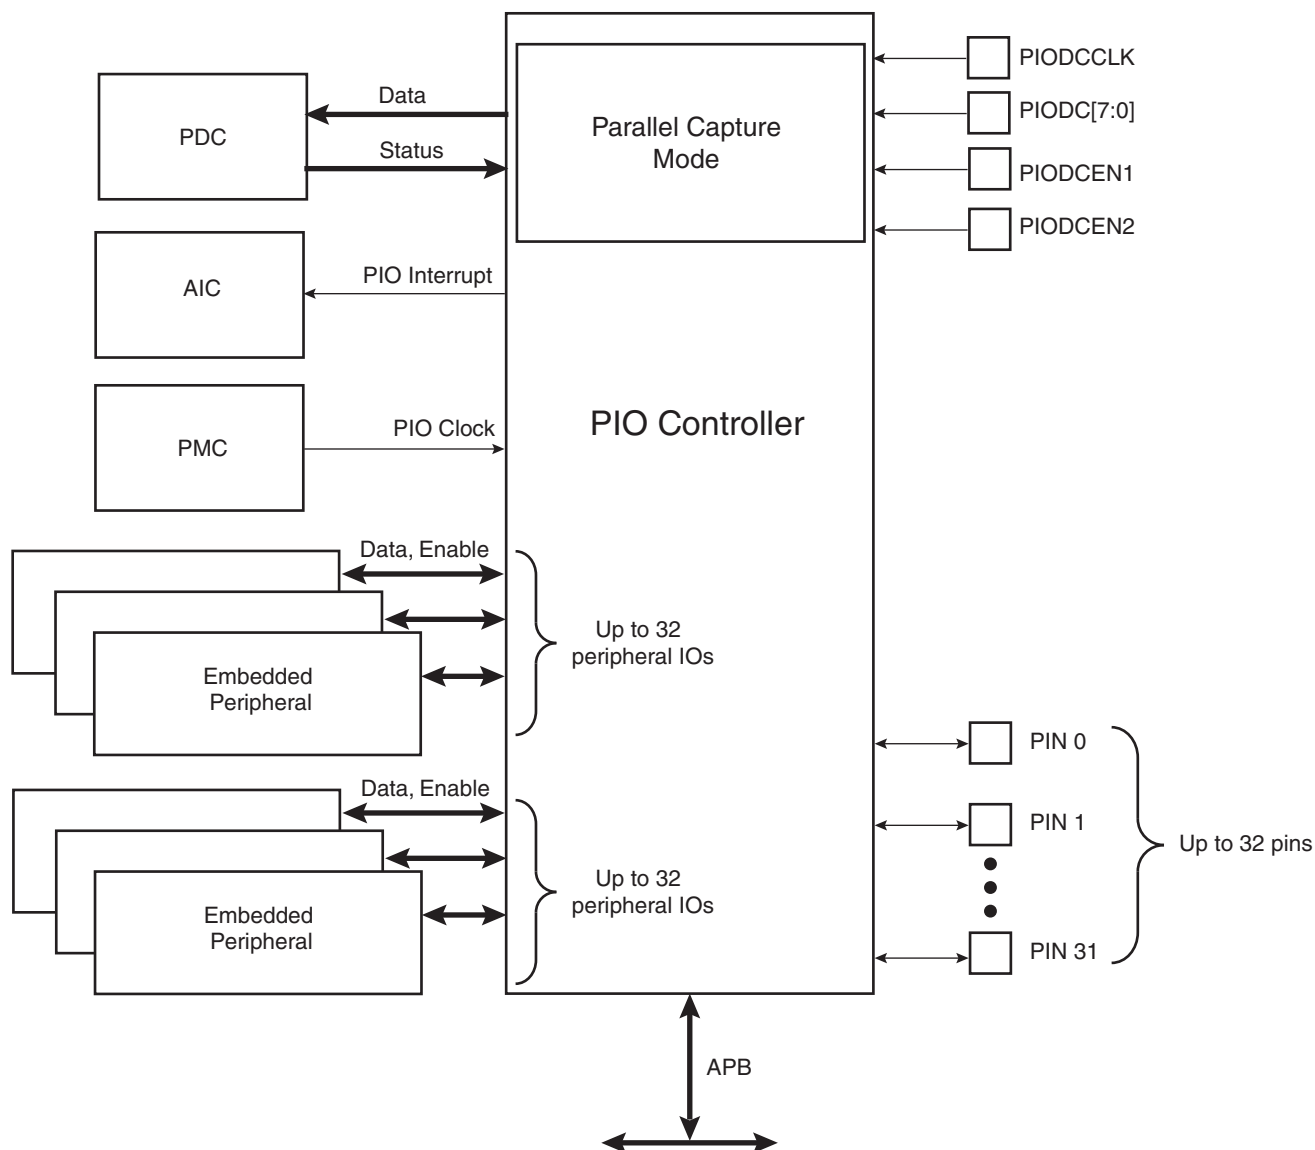 PIODCCLK
Data
PDC
Parallel Capture
Mode
PIODC[7:0]
Status
PIODCEN1
PIODCEN2
AIC
PIO Interrupt
PIO Controller
PMC
PIO Clock
Data, Enable
Up to 32
peripheral IOs
Embedded
Peripheral
PIN 0
Data, Enable
PIN 1
Up to 32 pins
Up to 32
peripheral IOs
Embedded
Peripheral
PIN 31
APB